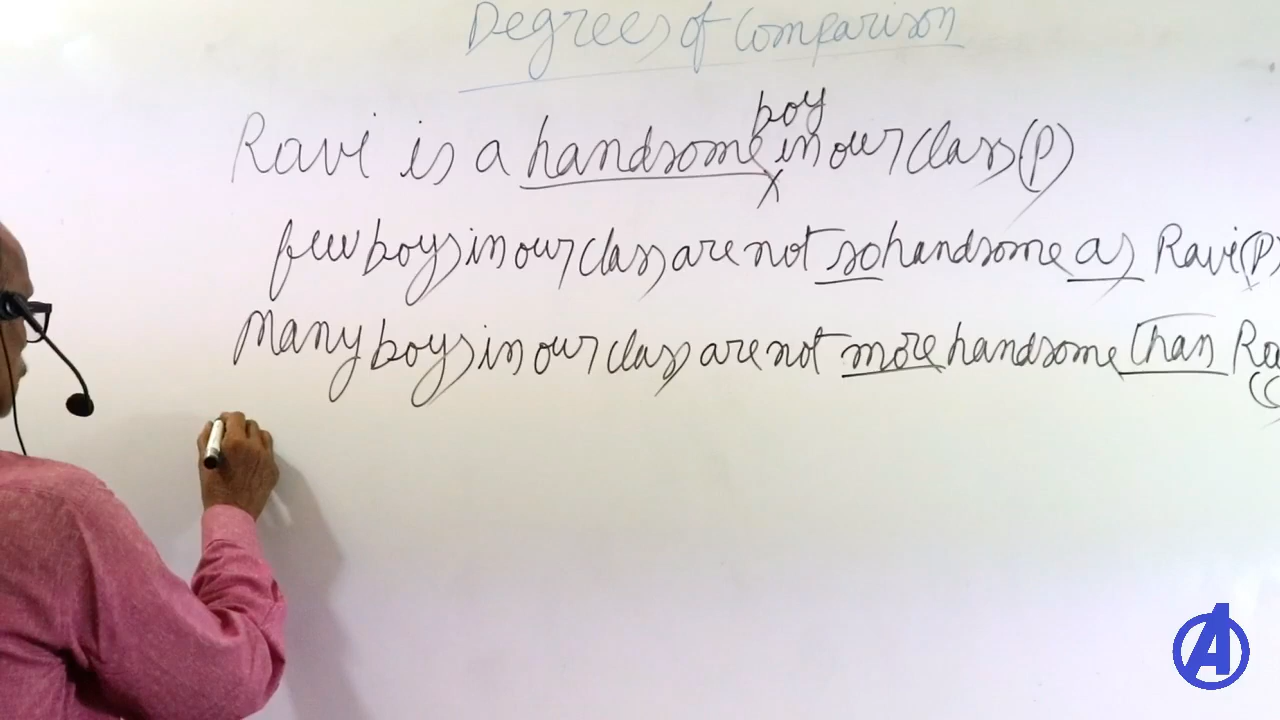 Degrees of Comparison
boy
Ravi is a handsome in our class (P)
x
few boys in our class are not so handsome as Ravi (P
Many boys in our class are not more handsome than Ra
(C
A